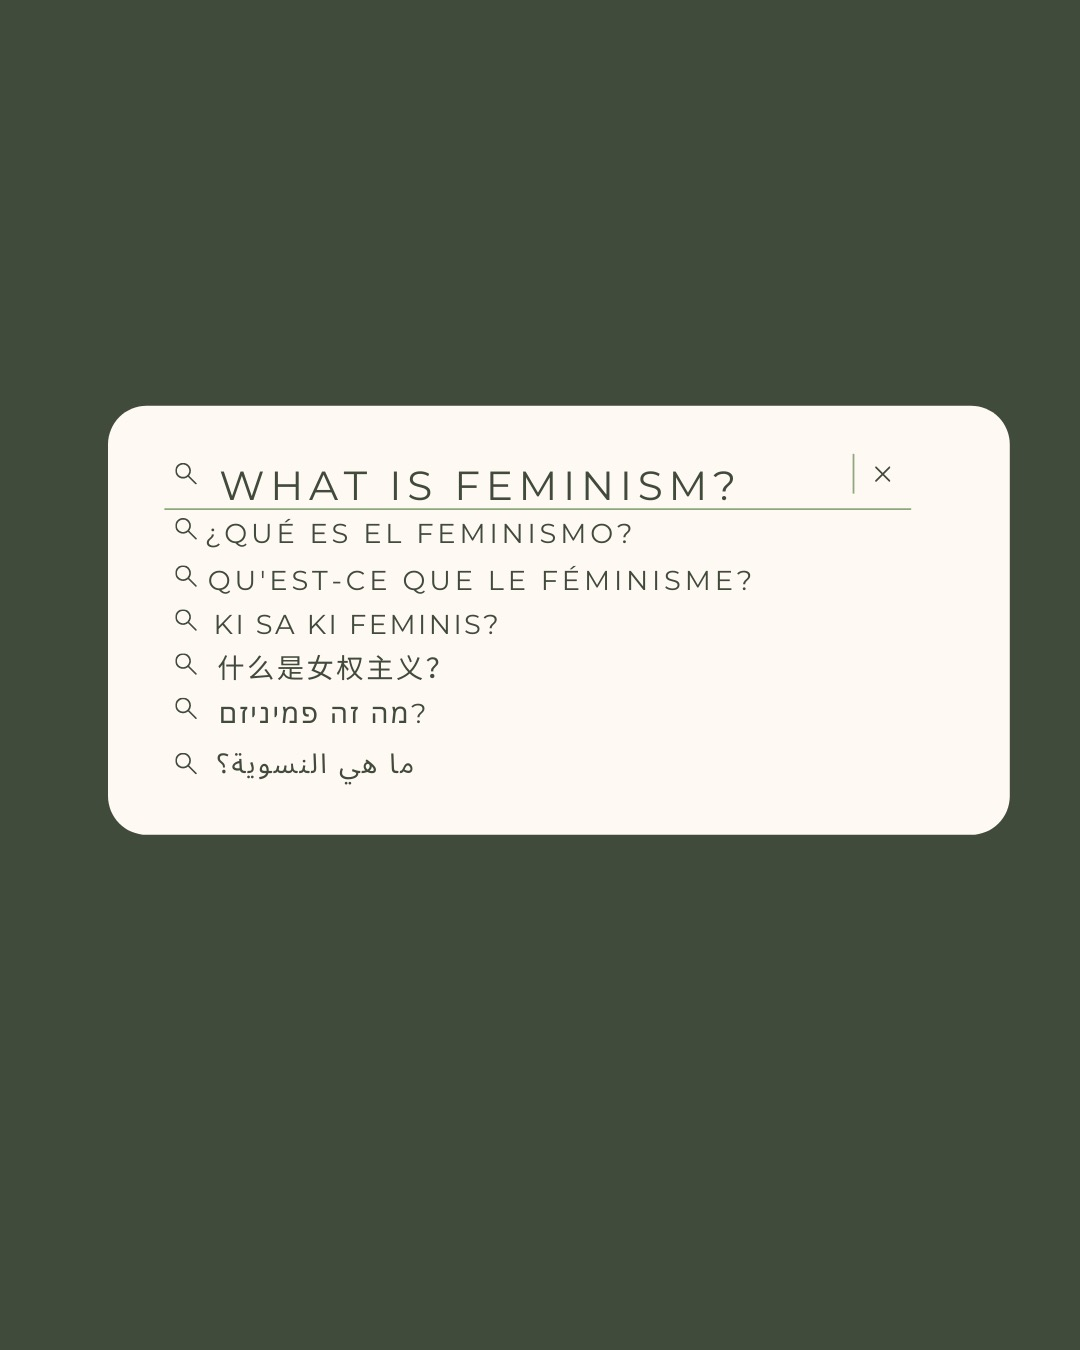 WHAT IS FEMINISM?
¿QUÉ ES EL FEMINISMO?
QU'EST-CE QUE LE FÉMINISME?
KI SA KI FEMINIS?
什么是女权主义？
מה זה פמיניזם?
ما هي النسوية؟